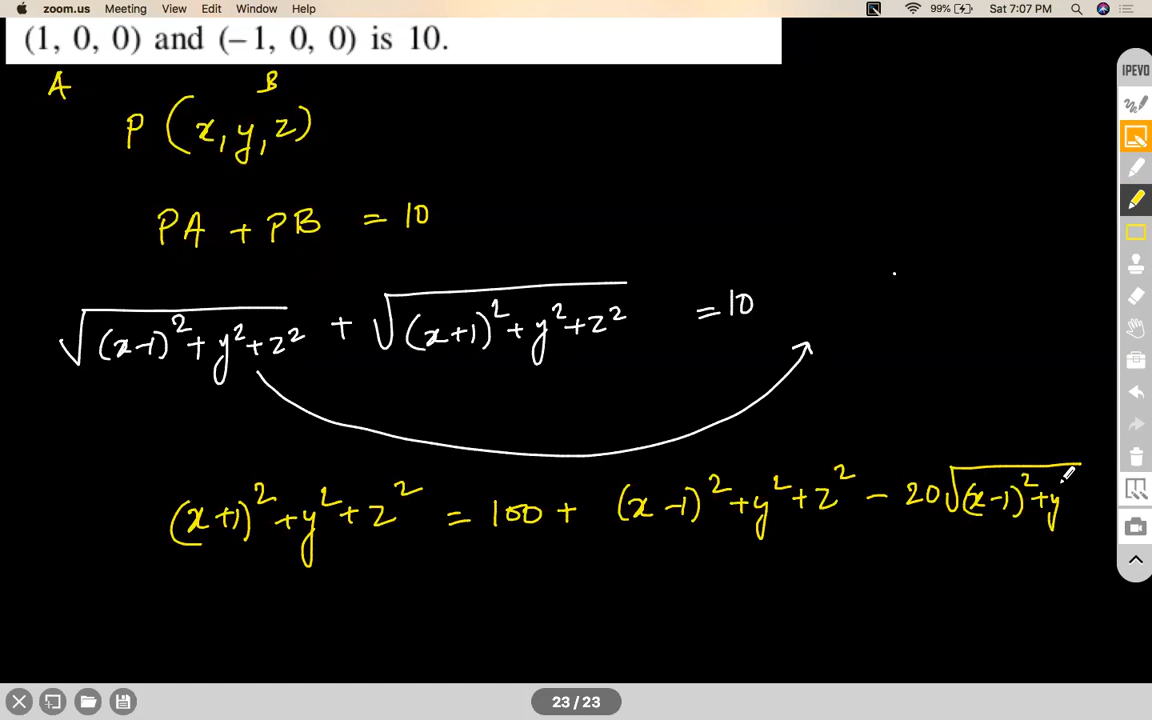 zoom.us Meeting View Edit Window Help 99% Sat 7:07 PM
(1, 0, 0) and (–1, 0, 0) is 10.
IPEVO
A B
P (x, y, z)
PA + PB = 10
√(x-1)²+y²+z² + √(x+1)²+y²+z² =10
(x+1)²+y²+z² = 100 + (x-1)²+y²+z² - 20√(x-1)²+y
23 / 23